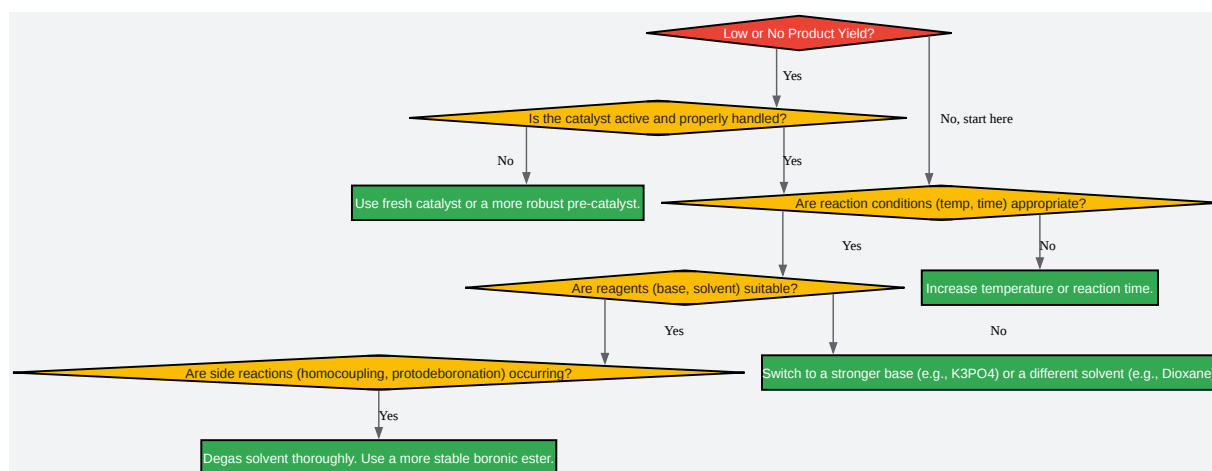 Low or No Product Yield?
Yes
Is the catalyst active and properly handled?
No, start here
No
Yes
Use fresh catalyst or a more robust pre-catalyst.
Are reaction conditions (temp, time) appropriate?
Yes
No
Are reagents (base, solvent) suitable?
Increase temperature or reaction time.
Yes
No
Are side reactions (homocoupling, protodeboronation) occurring?
Switch to a stronger base (e.g., K3PO4) or a different solvent (e.g., Dioxane
Yes
Degas solvent thoroughly. Use a more stable boronic ester.